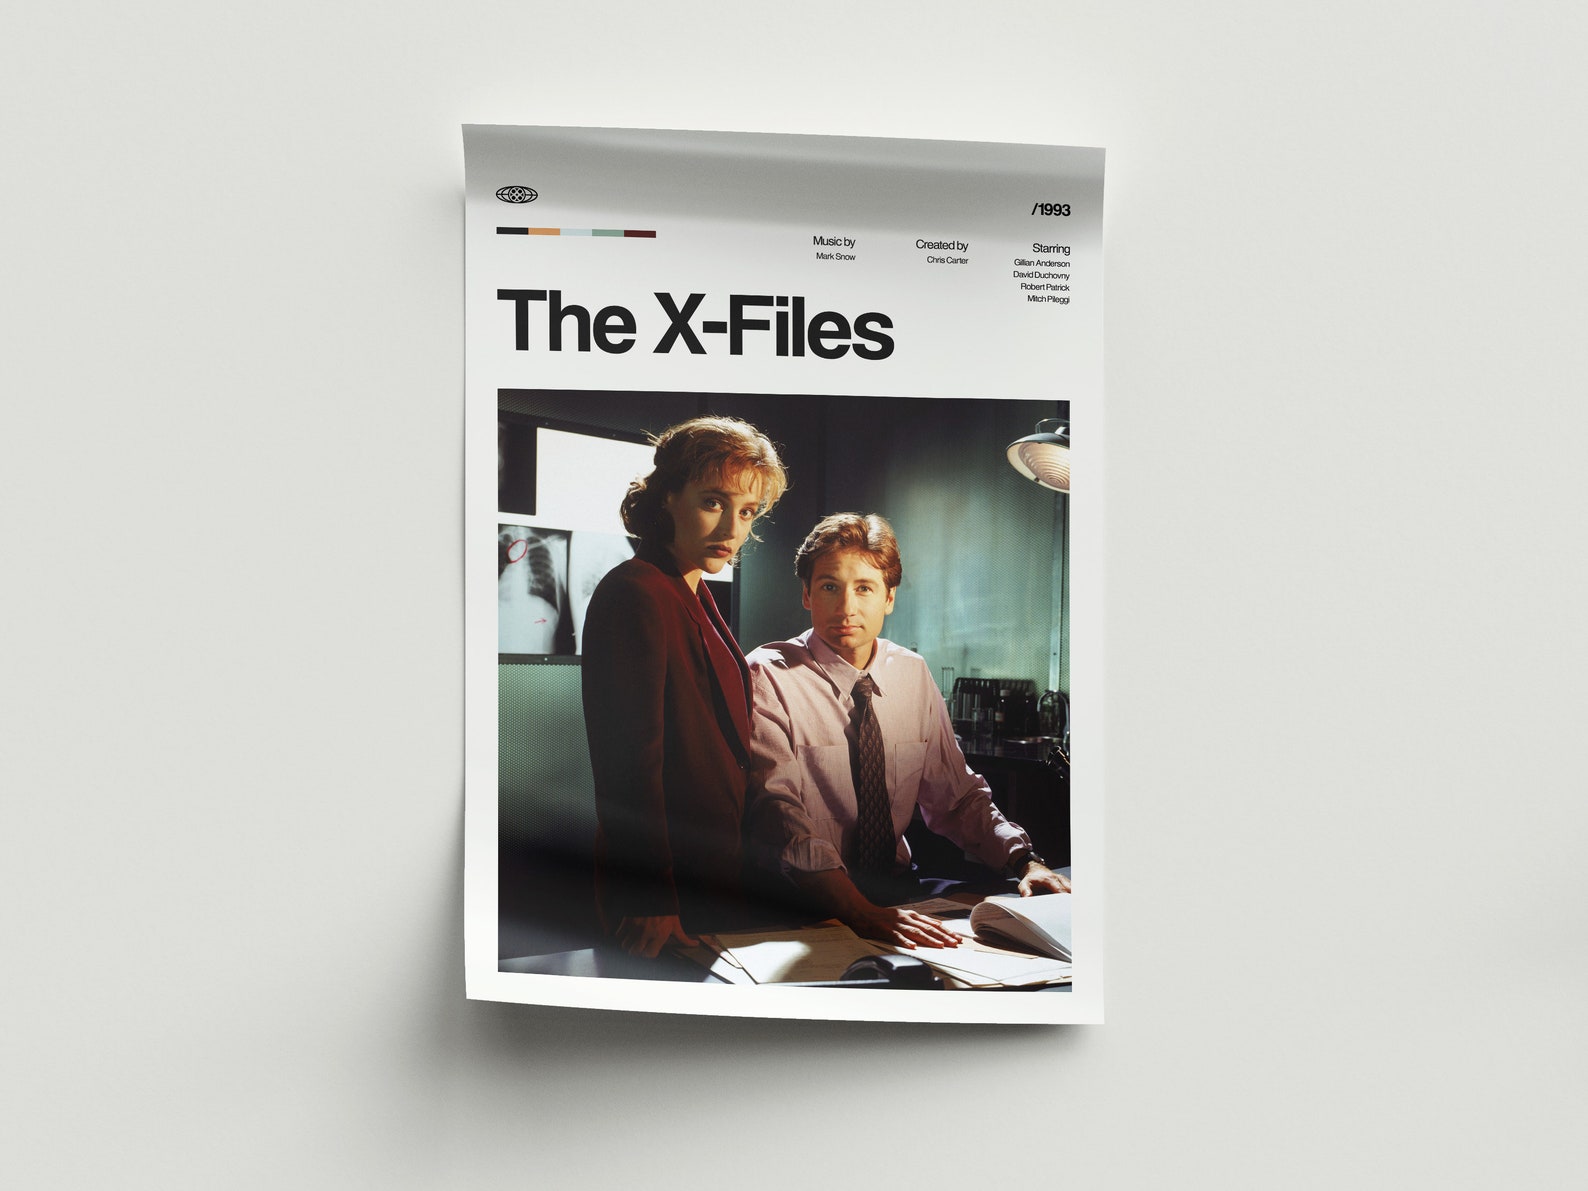 /1993
Music by
Mark Snow
Created by
Chris Carter
Starring
Gillian Anderson
David Duchovny
Robert Patrick
Mitch Pileggi
The X-Files